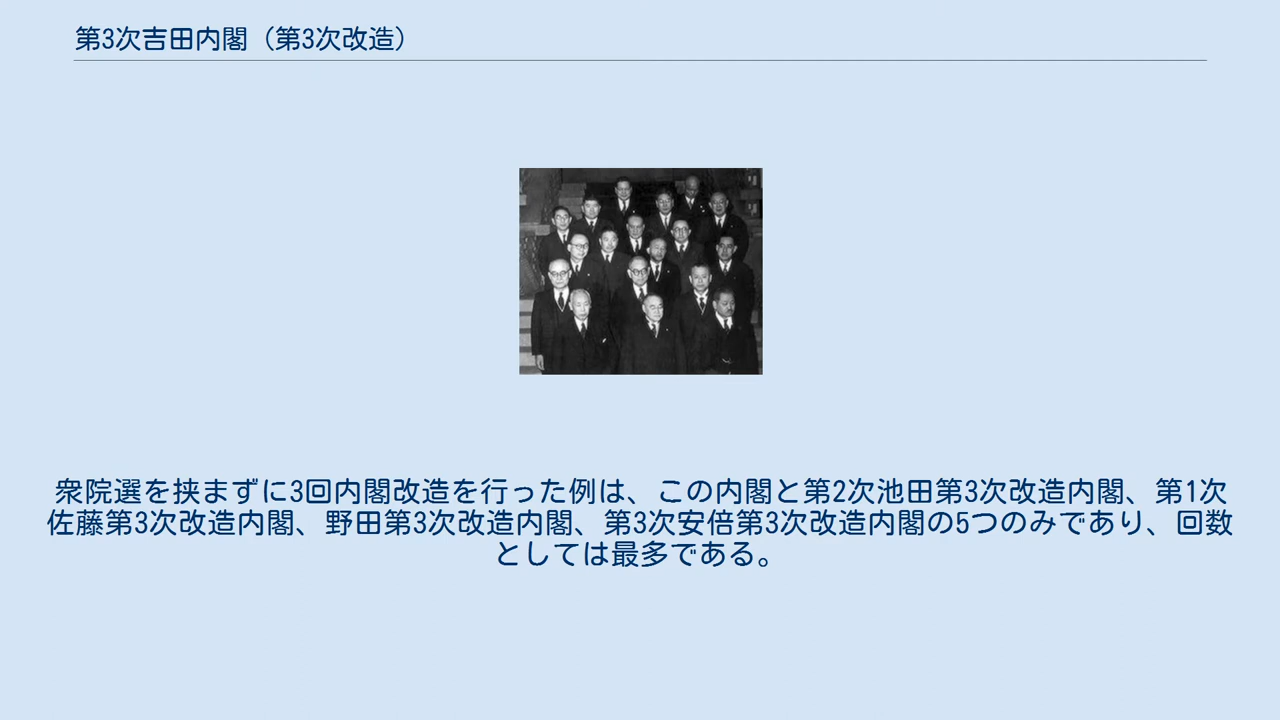 第3次吉田内閣（第3次改造）
衆院選を挟まずに3回内閣改造を行った例は、この内閣と第2次池田第3次改造内閣、第1次
佐藤第3次改造内閣、野田第3次改造内閣、第3次安倍第3次改造内閣の5つのみであり、回数
としては最多である。